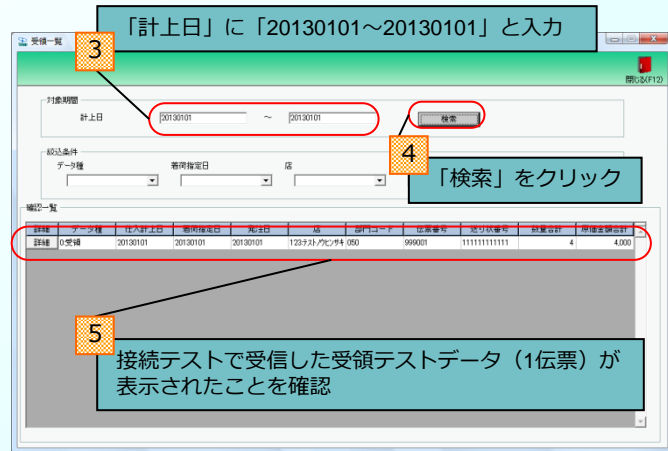 「計上日」に「20130101～20130101」と入力
受領一覧
3
閉じる(F12)
対象期間
計上日
20130101 ～ 20130101
検索
4
「検索」をクリック
絞込条件
データ種 着荷指定日 店
確認一覧
詳細 データ種 仕入計上日 着荷指定日 発注日 店 部門コード 伝票番号 送り状番号 数量合計 原価金額合計
詳細 0:受領 20130101 20130101 20130101 123:テストノウヒンサキ 050 999001 111111111111 4 4,000
5
接続テストで受信した受領テストデータ（1伝票）が
表示されたことを確認